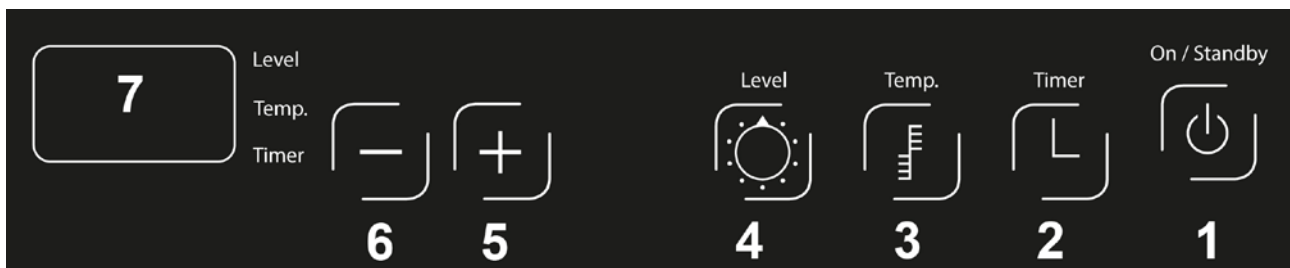 On / Standby
Level
Temp.
Timer
7
Level
Temp.
Timer
− +
6 5 4 3 2 1